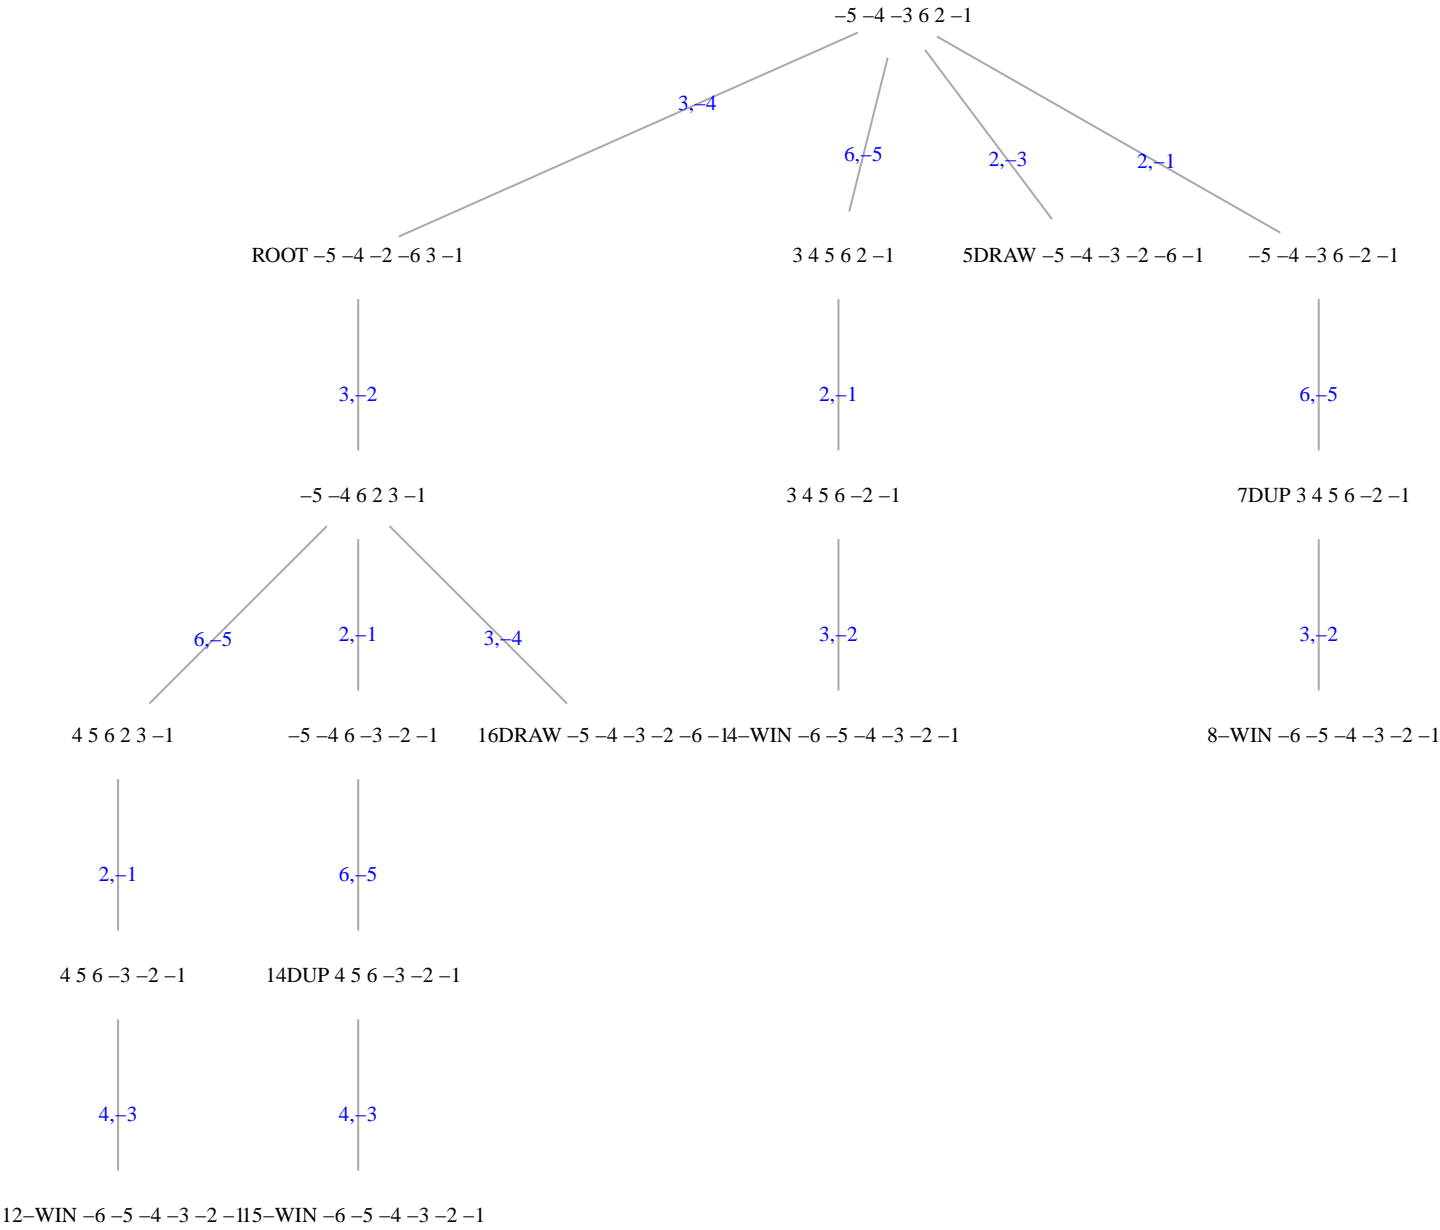 −5 −4 −3 6 2 −1
3,−4
6,−5
2,−3
2,−1
ROOT −5 −4 −2 −6 3 −1
3 4 5 6 2 −1
5DRAW −5 −4 −3 −2 −6 −1
−5 −4 −3 6 −2 −1
3,−2
2,−1
6,−5
−5 −4 6 2 3 −1
3 4 5 6 −2 −1
7DUP 3 4 5 6 −2 −1
6,−5
2,−1
3,−4
3,−2
3,−2
4 5 6 2 3 −1
−5 −4 6 −3 −2 −1
16DRAW −5 −4 −3 −2 −6 −1
4−WIN −6 −5 −4 −3 −2 −1
8−WIN −6 −5 −4 −3 −2 −1
2,−1
6,−5
4 5 6 −3 −2 −1
14DUP 4 5 6 −3 −2 −1
4,−3
4,−3
12−WIN −6 −5 −4 −3 −2 −1
15−WIN −6 −5 −4 −3 −2 −1